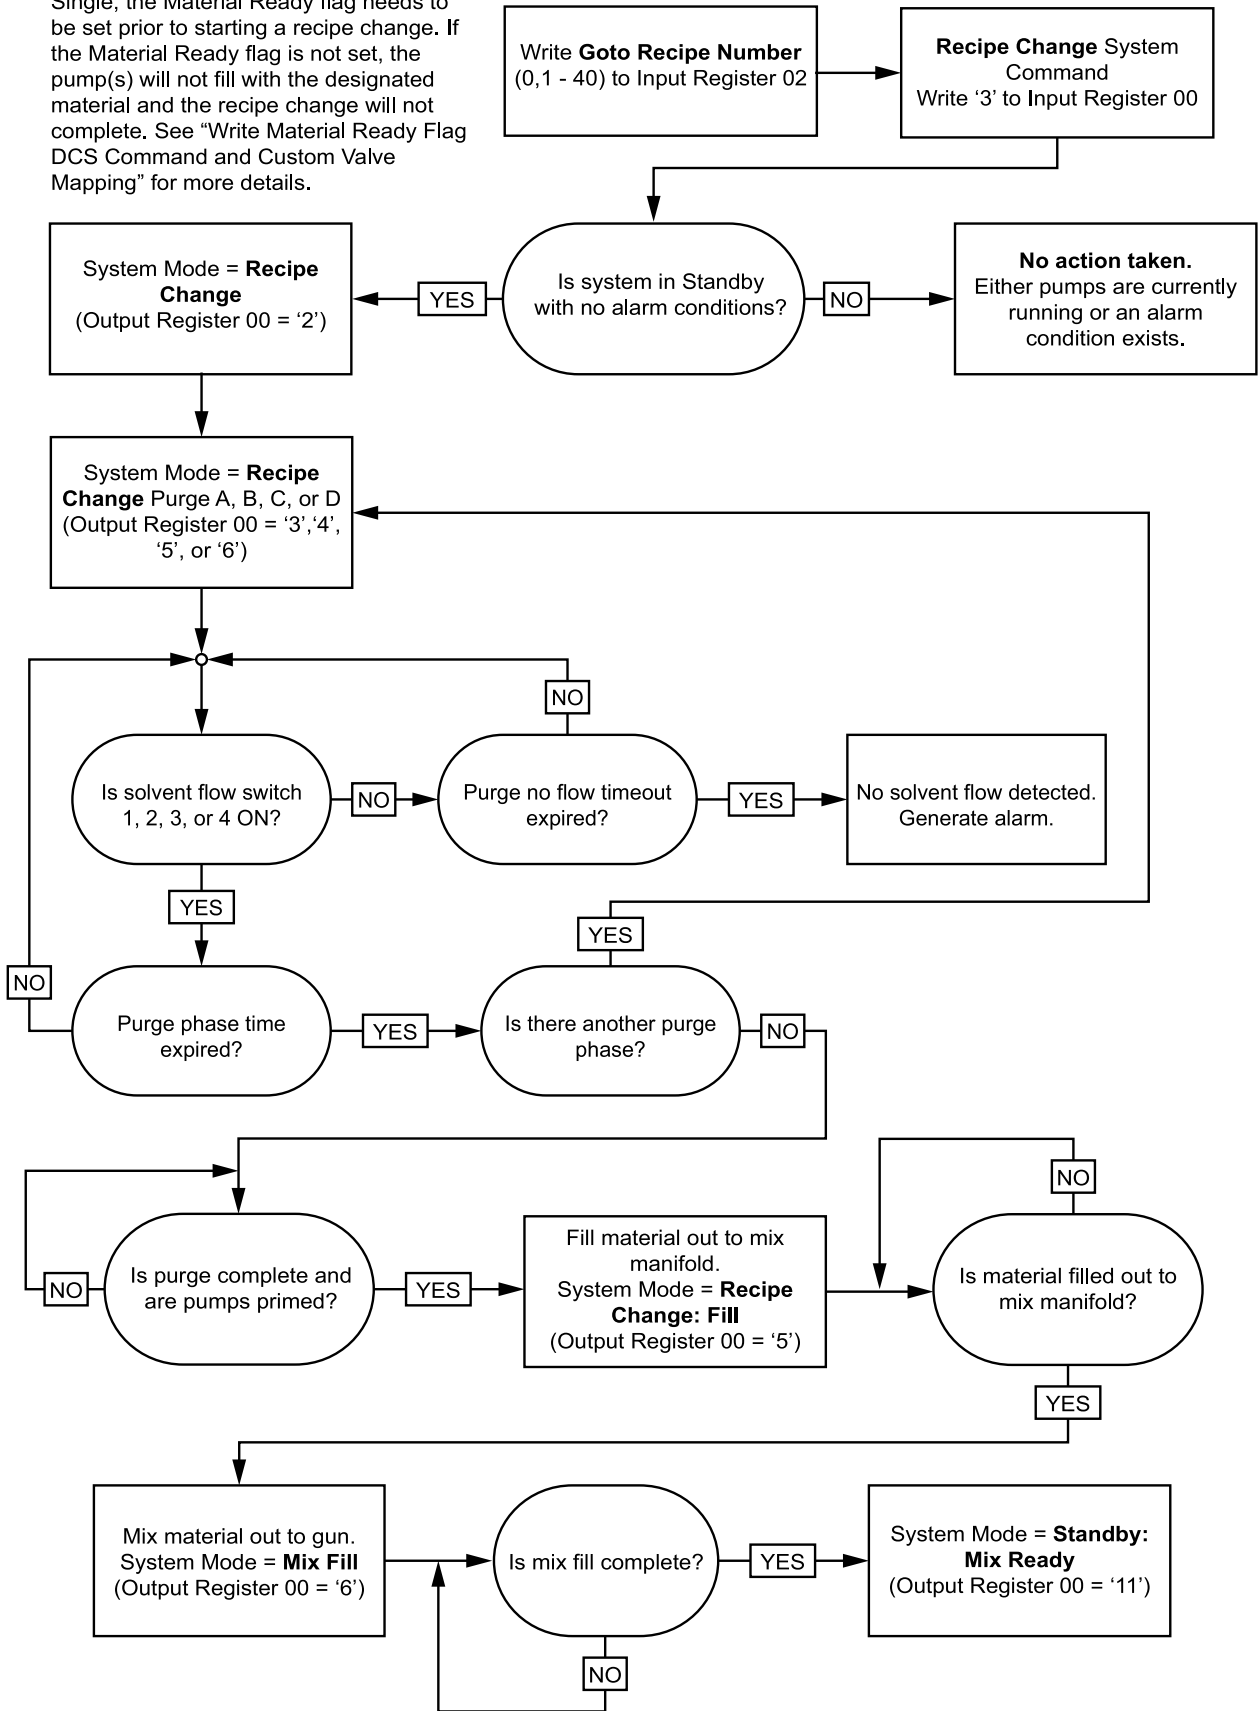 Single, the Material Ready flag needs to
be set prior to starting a recipe change. If
the Material Ready flag is not set, the
pump(s) will not fill with the designated
material and the recipe change will not
complete. See “Write Material Ready Flag
DCS Command and Custom Valve
Mapping” for more details.
Write Goto Recipe Number
(0,1 - 40) to Input Register 02
Recipe Change System
Command
Write ‘3’ to Input Register 00
Is system in Standby
with no alarm conditions?
YES
NO
System Mode = Recipe
Change
(Output Register 00 = ‘2’)
No action taken.
Either pumps are currently
running or an alarm
condition exists.
System Mode = Recipe
Change Purge A, B, C, or D
(Output Register 00 = ‘3’,‘4’,
‘5’, or ‘6’)
NO
Is solvent flow switch
1, 2, 3, or 4 ON?
NO
Purge no flow timeout
expired?
YES
No solvent flow detected.
Generate alarm.
YES
YES
NO
Purge phase time
expired?
YES
Is there another purge
phase?
NO
NO
NO
Is purge complete and
are pumps primed?
YES
Fill material out to mix
manifold.
System Mode = Recipe
Change: Fill
(Output Register 00 = ‘5’)
Is material filled out to
mix manifold?
YES
Mix material out to gun.
System Mode = Mix Fill
(Output Register 00 = ‘6’)
Is mix fill complete?
YES
System Mode = Standby:
Mix Ready
(Output Register 00 = ‘11’)
NO